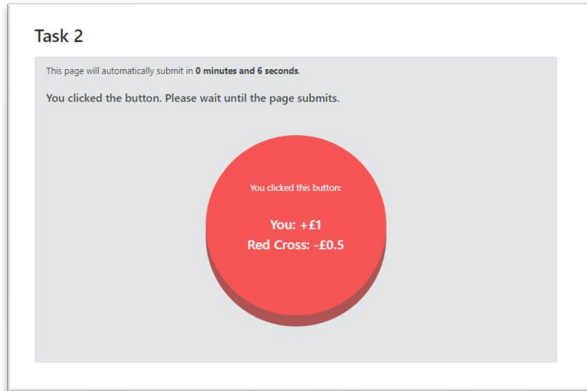 Task 2
This page will automatically submit in 0 minutes and 6 seconds.
You clicked the button. Please wait until the page submits.
You clicked this button:
You: +£1
Red Cross: -£0.5